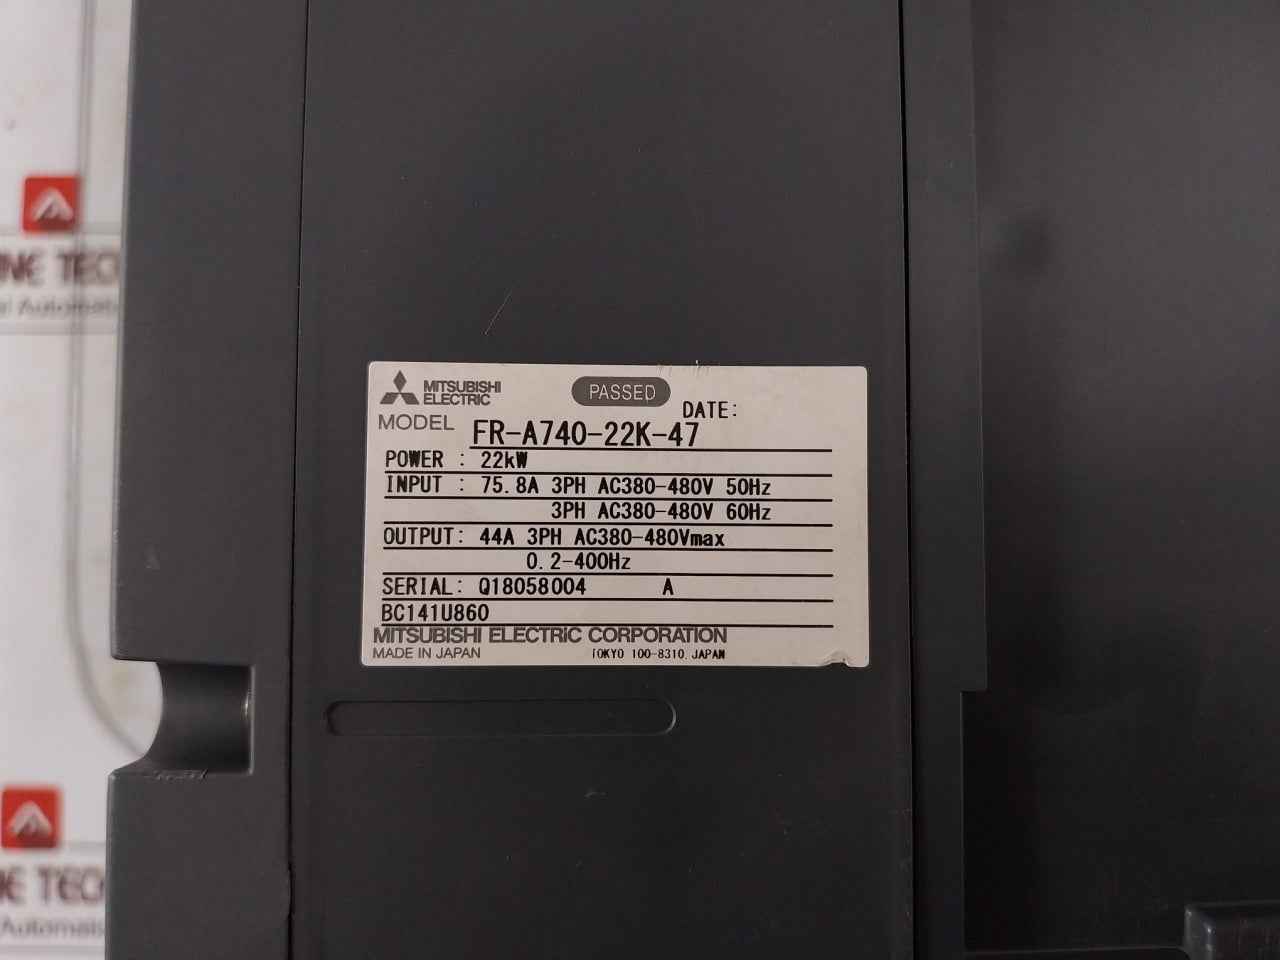 MITSUBISHI
ELECTRIC
PASSED
DATE:
MODEL FR-A740-22K-47
POWER : 22kW
INPUT : 75.8A 3PH AC380-480V 50Hz
3PH AC380-480V 60Hz
OUTPUT: 44A 3PH AC380-480Vmax
0.2-400Hz
SERIAL: Q18058004 A
BC141U860
MITSUBISHI ELECTRIC CORPORATION
MADE IN JAPAN TOKYO 100-8310, JAPAN